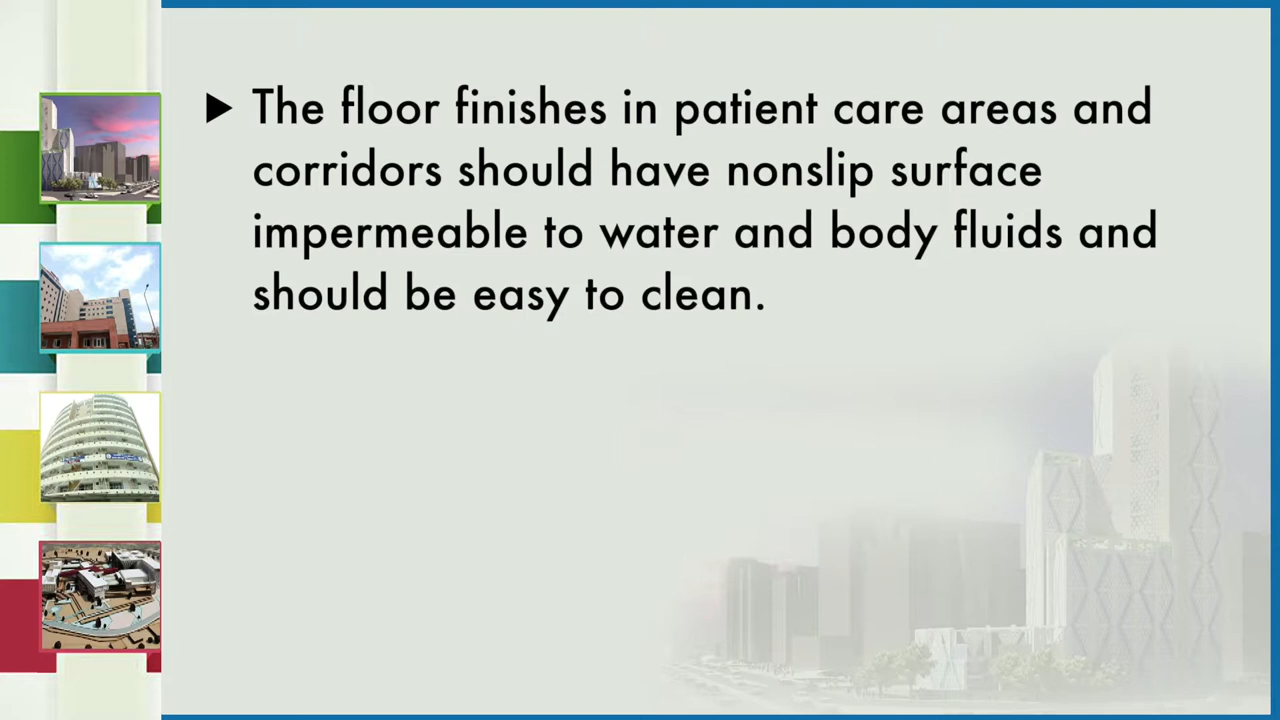 The floor finishes in patient care areas and
corridors should have nonslip surface
impermeable to water and body fluids and
should be easy to clean.